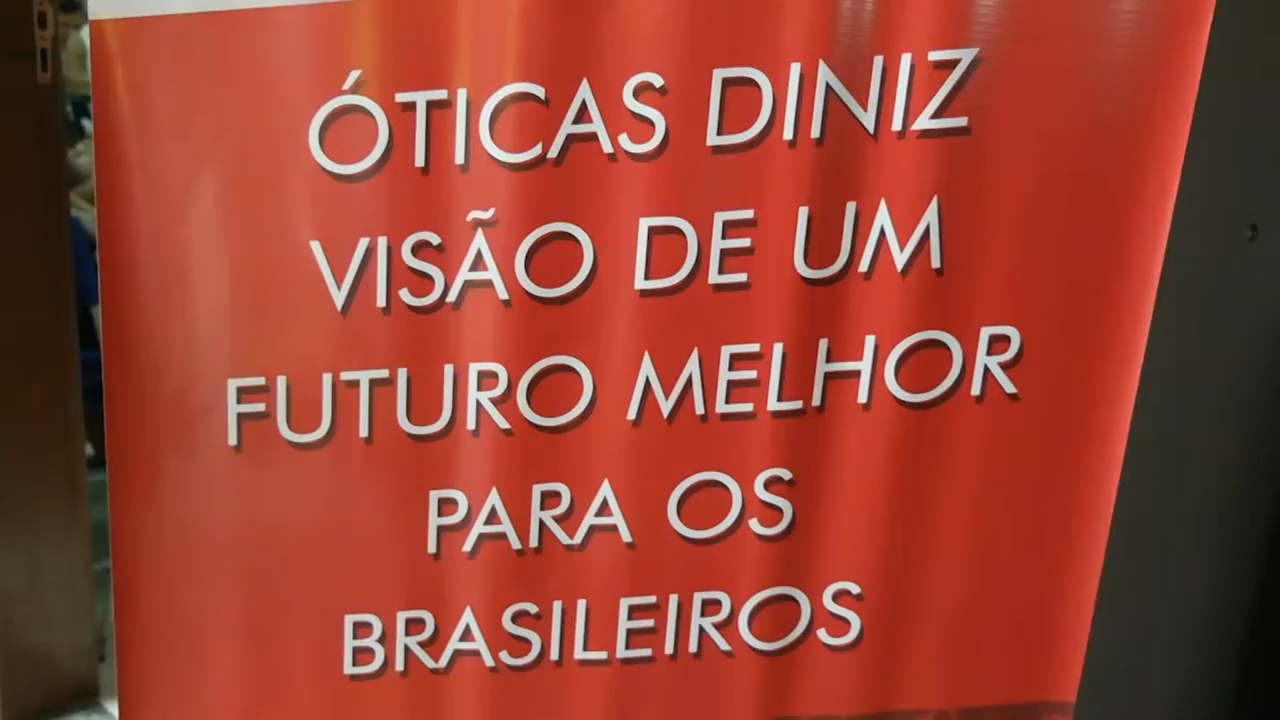 ÓTICAS DINIZ
VISÃO DE UM
FUTURO MELHOR
PARA OS
BRASILEIROS